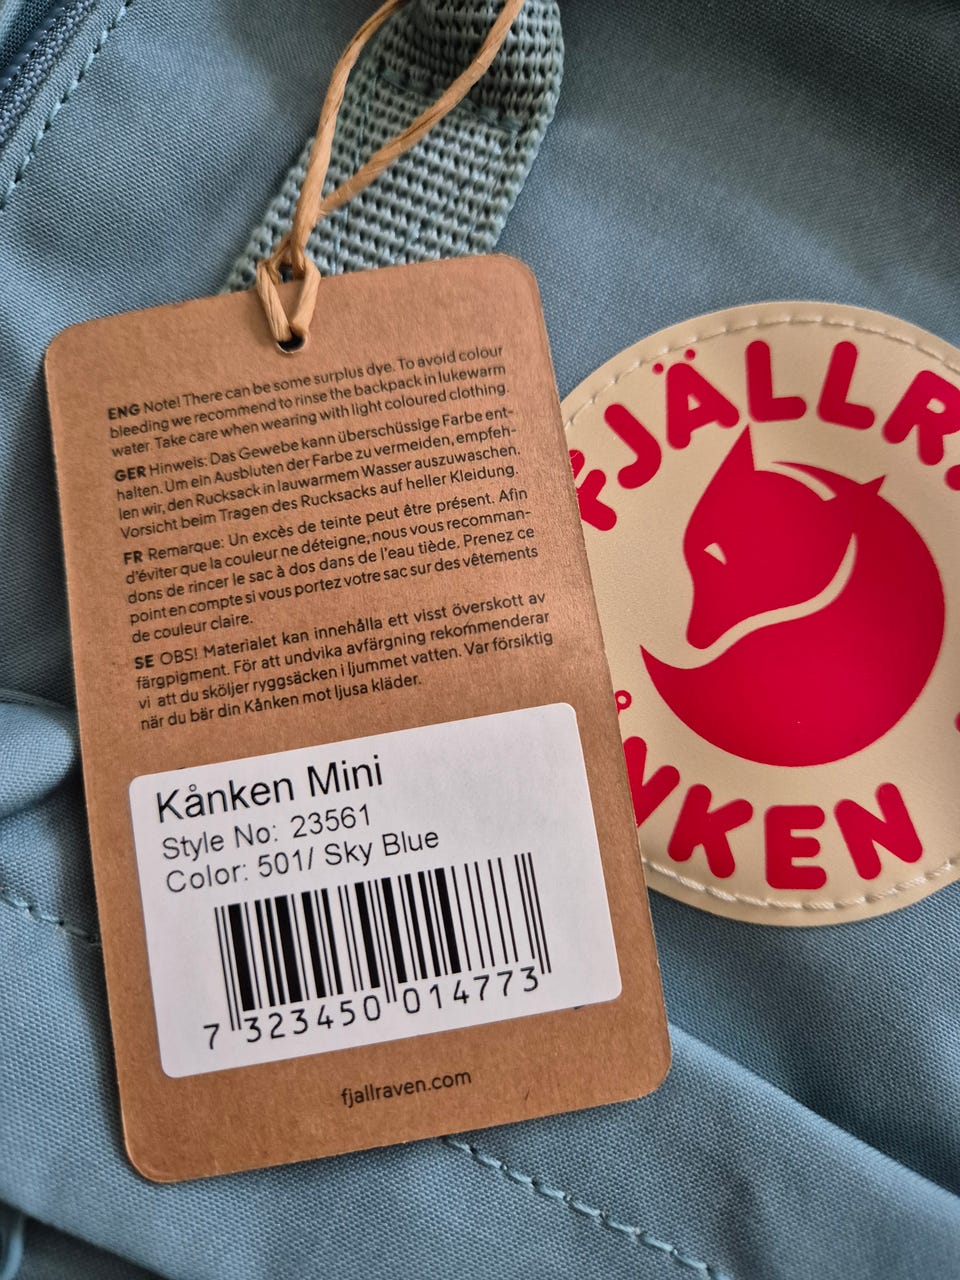 ENG Note! There can be some surplus dye. To avoid colour
bleeding we recommend to rinse the backpack in lukewarm
water. Take care when wearing with light coloured clothing.
GER Hinweis: Das Gewebe kann überschüssige Farbe ent-
halten. Um ein Ausbluten der Farbe zu vermeiden, empfeh-
len wir, den Rucksack in lauwarmem Wasser auszuwaschen.
Vorsicht beim Tragen des Rucksacks auf heller Kleidung.
FR Remarque: Un excès de teinte peut être présent. Afin
d'éviter que la couleur ne déteigne, nous vous recomman-
dons de rincer le sac à dos dans de l'eau tiède. Prenez ce
point en compte si vous portez votre sac sur des vêtements
de couleur claire.
SE OBS! Materialet kan innehålla ett visst överskott av
färgpigment. För att undvika avfärgning rekommenderar
vi att du sköljer ryggsäcken i ljummet vatten. Var försiktig
när du bär din Kånken mot ljusa kläder.
Kånken Mini
Style No: 23561
Color: 501/ Sky Blue
7 323450 014773
fjallraven.com
FJÄLLR
ÅNKEN